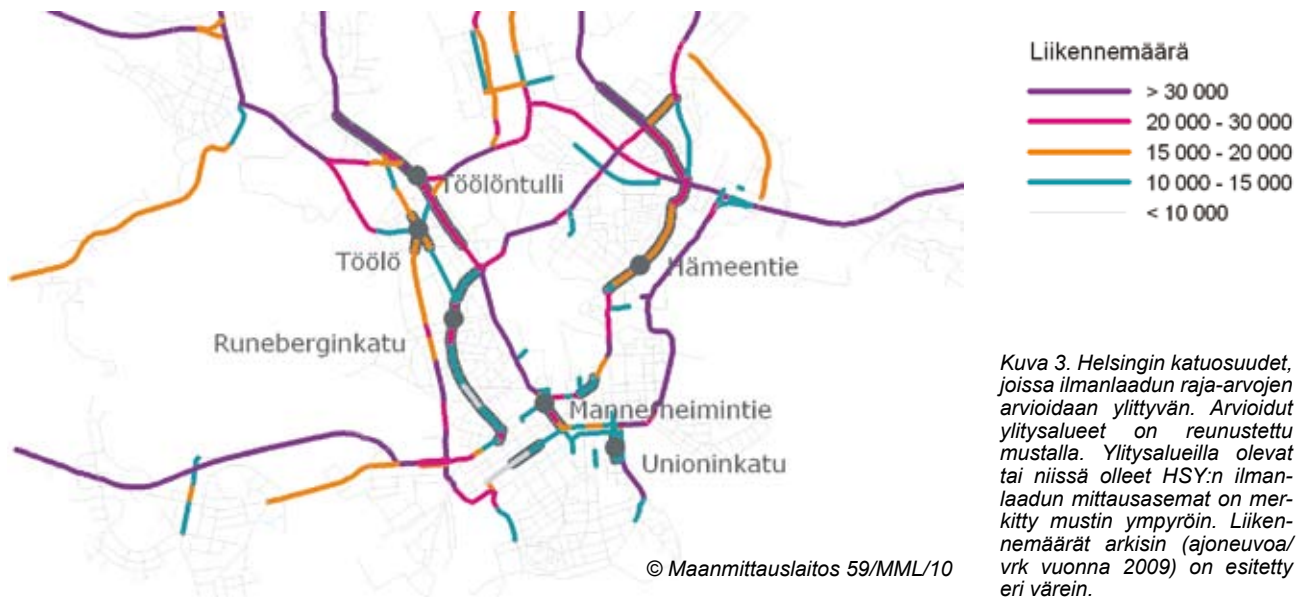 Töölöntulli
Töölö
Hämeentie
Runeberginkatu
Mannerheimintie
Unioninkatu
© Maanmittauslaitos 59/MML/10
Liikennemäärä
> 30 000
20 000 - 30 000
15 000 - 20 000
10 000 - 15 000
< 10 000
Kuva 3. Helsingin katuosuudet,
joissa ilmanlaadun raja-arvojen
arvioidaan ylittyvän. Arvioidut
ylitysalueet on reunustettu
mustalla. Ylitysalueilla olevat
tai niissä olleet HSY:n ilman-
laadun mittausasemat on mer-
kitty mustin ympyröin. Liiken-
nemäärät arkisin (ajoneuvoa/
vrk vuonna 2009) on esitetty
eri värein.